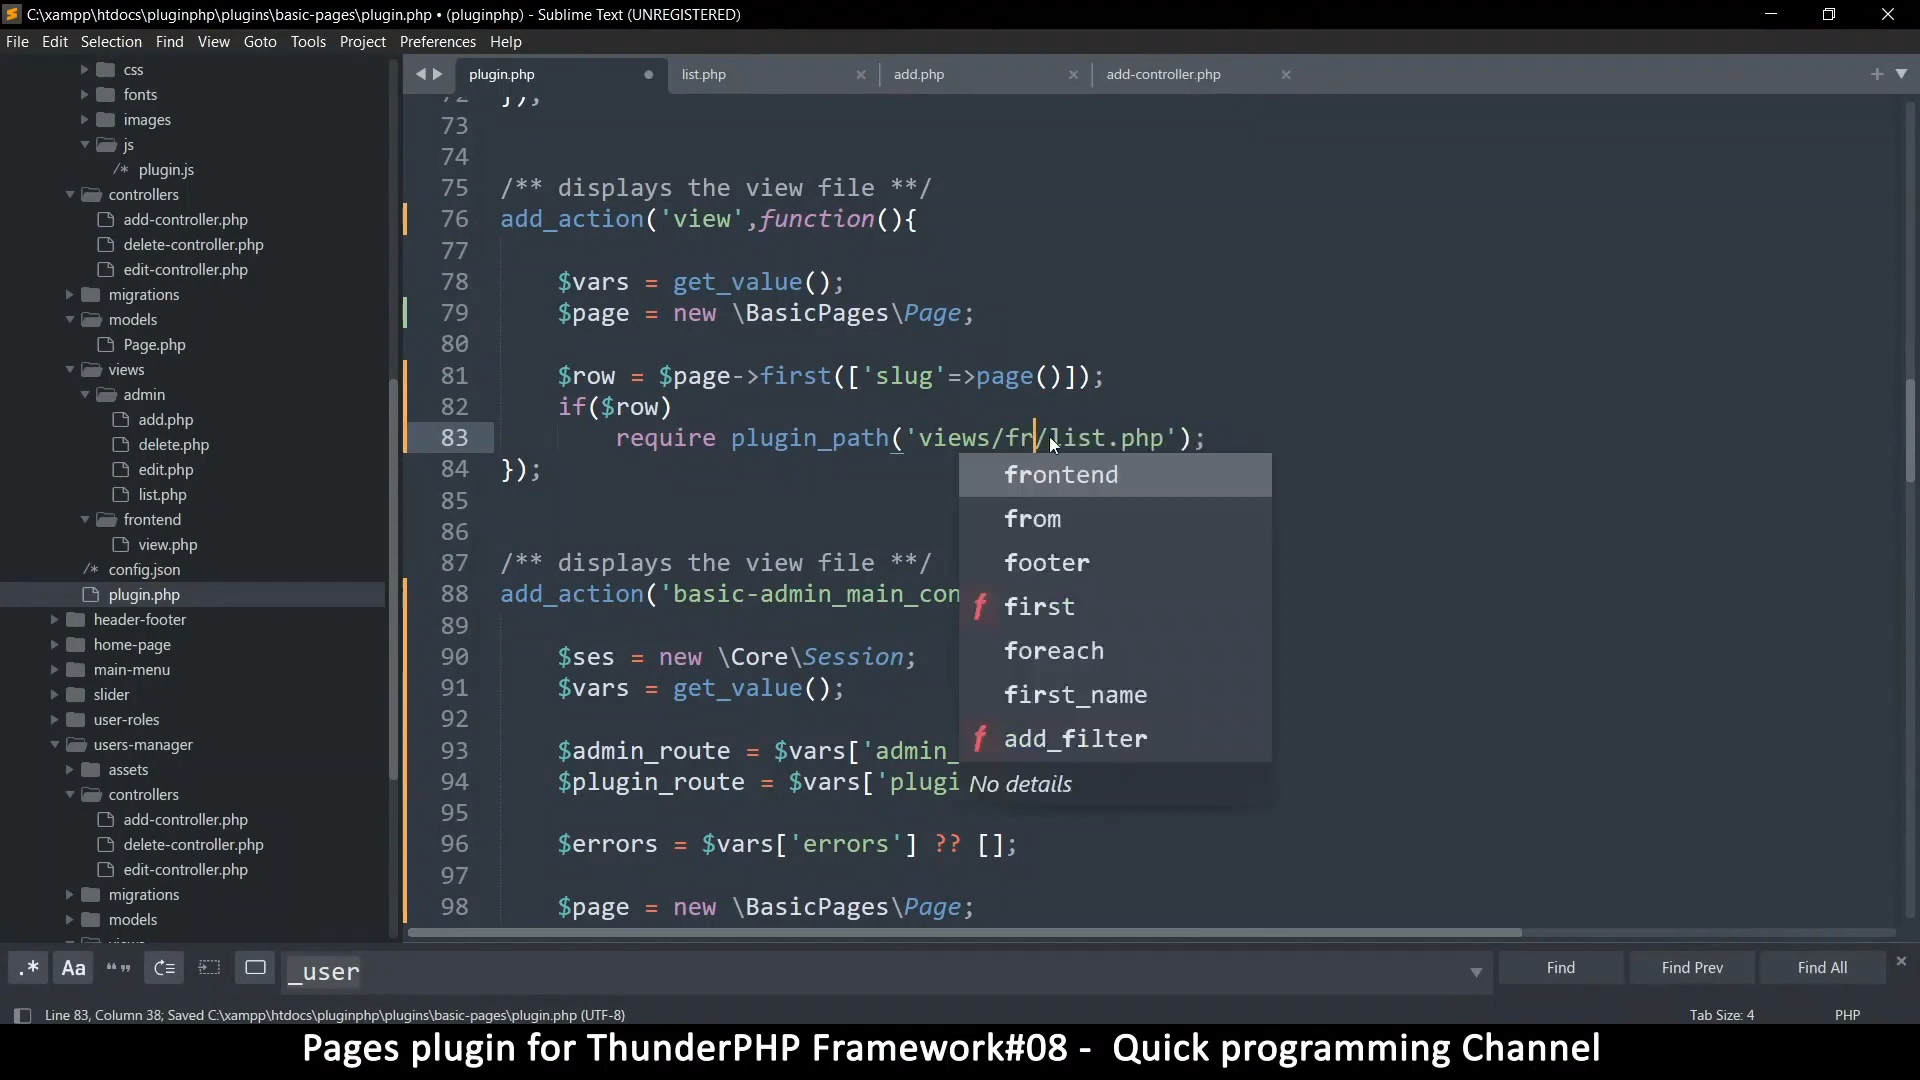 C:\xampp\htdocs\pluginphp\plugins\basic-pages\plugin.php • (pluginphp) - Sublime Text (UNREGISTERED)
File Edit Selection Find View Goto Tools Project Preferences Help
css
fonts
images
js
/* plugin.js
controllers
add-controller.php
delete-controller.php
edit-controller.php
migrations
models
Page.php
views
admin
add.php
delete.php
edit.php
list.php
frontend
view.php
/* config.json
plugin.php
header-footer
home-page
main-menu
slider
user-roles
users-manager
assets
controllers
add-controller.php
delete-controller.php
edit-controller.php
migrations
models
plugin.php list.php add.php add-controller.php
72 });
73
74
75 /** displays the view file **/
76 add_action('view',function(){
77
78 $vars = get_value();
79 $page = new \BasicPages\Page;
80
81 $row = $page->first(['slug'=>page()]);
82 if($row)
83 require plugin_path('views/fr/list.php');
84 });
85
86
87 /** displays the view file **/
88 add_action('basic-admin_main_con
89
90 $ses = new \Core\Session;
91 $vars = get_value();
92
93 $admin_route = $vars['admin_
94 $plugin_route = $vars['plugi
95
96 $errors = $vars['errors'] ?? [];
97
98 $page = new \BasicPages\Page;
frontend
from
footer
f first
foreach
first_name
f add_filter
No details
.* Aa “” _user Find Find Prev Find All
Line 83, Column 38; Saved C:\xampp\htdocs\pluginphp\plugins\basic-pages\plugin.php (UTF-8) Tab Size: 4 PHP
Pages plugin for ThunderPHP Framework#08 - Quick programming Channel